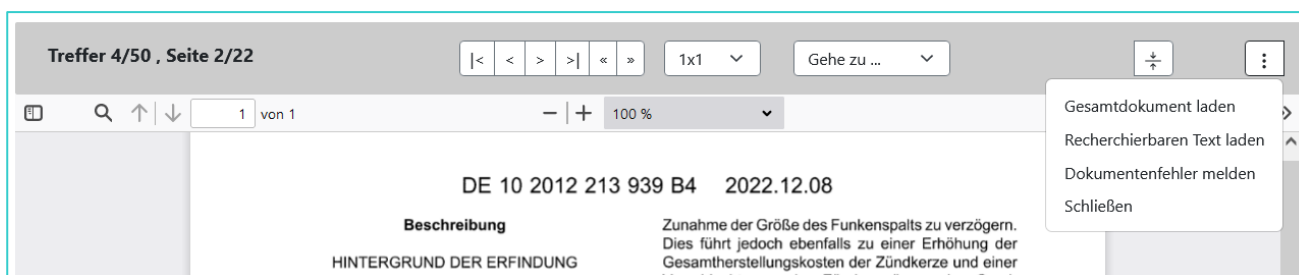 Treffer 4/50 , Seite 2/22
|< < > >| « » 1x1 Gehe zu ...
1 von 1
100 %
Gesamtdokument laden
Recherchierbaren Text laden
Dokumentenfehler melden
Schließen
DE 10 2012 213 939 B4 2022.12.08
Beschreibung
HINTERGRUND DER ERFINDUNG
Zunahme der Größe des Funkenspalts zu verzögern.
Dies führt jedoch ebenfalls zu einer Erhöhung der
Gesamtherstellungskosten der Zündkerze und einer